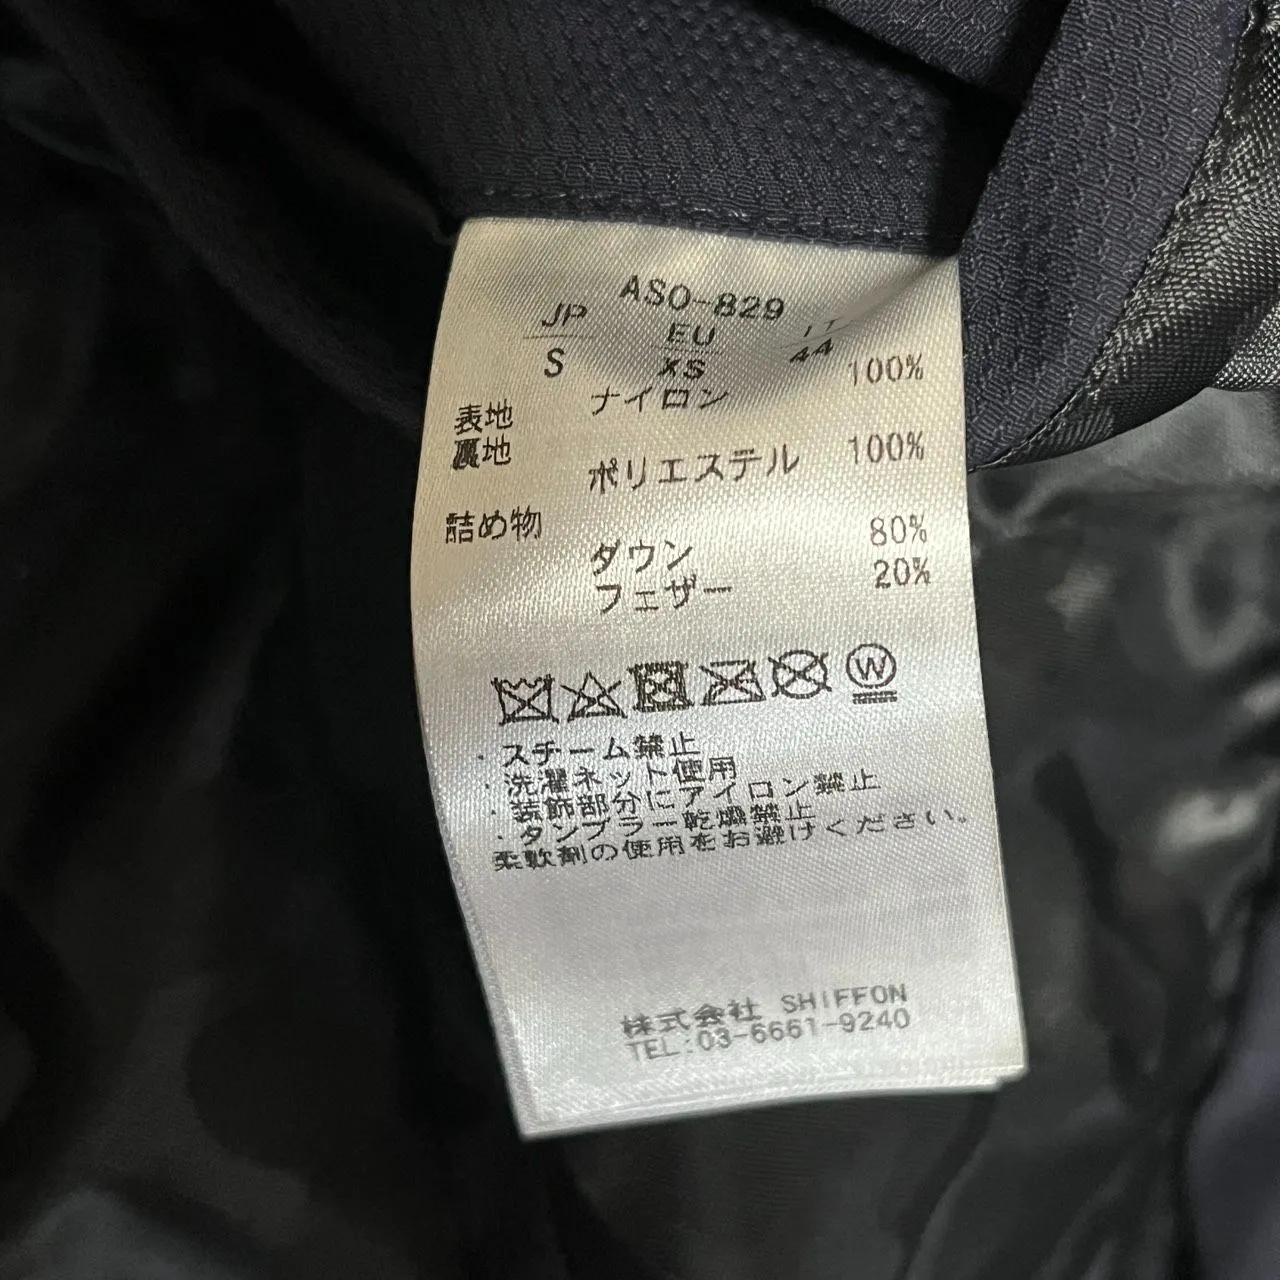 ASO-829
JP EU IT
S XS 44
表地 ナイロン 100%
裏地 ポリエステル 100%
詰め物 ダウン 80%
フェザー 20%
W
・スチーム禁止
・洗濯ネット使用
・装飾部分にアイロン禁止
・タンブラー乾燥禁止
柔軟剤の使用をお避けください。
株式会社 SHIFFON
TEL:03-6661-9240